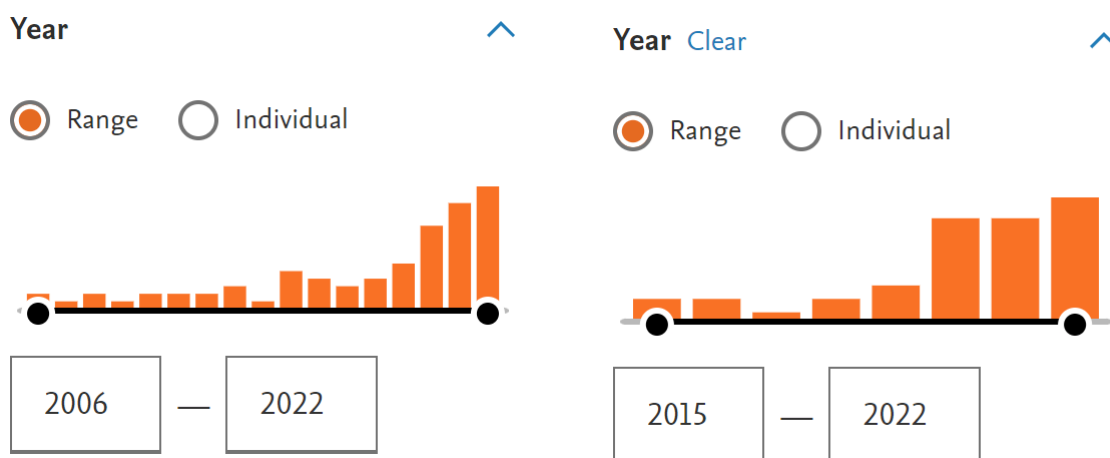 Year
Range Individual
2006 — 2022
Year Clear
Range Individual
2015 — 2022